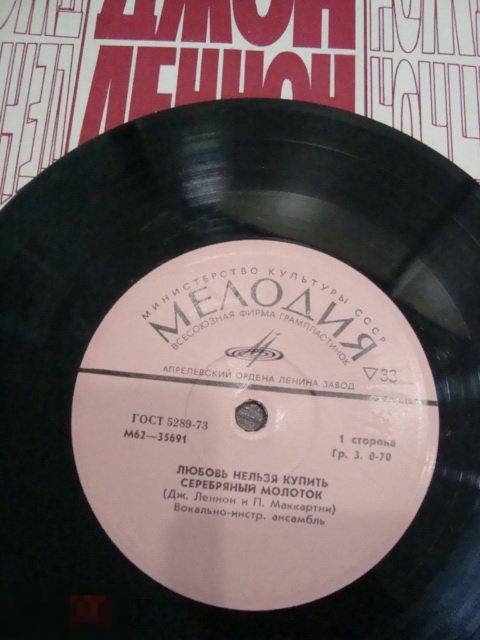 ДЖОН
ЛЕННОН
МИНИСТЕРСТВО КУЛЬТУРЫ СССР
МЕЛОДИЯ
ВСЕСОЮЗНАЯ ФИРМА ГРАМПЛАСТИНОК
АПРЕЛЕВСКИЙ ОРДЕНА ЛЕНИНА ЗАВОД
▽33
ГОСТ 5289-73
М62—35691
1 сторона
Гр. 3. 0-70
ЛЮБОВЬ НЕЛЬЗЯ КУПИТЬ
СЕРЕБРЯНЫЙ МОЛОТОК
(Дж. Леннон и П. Маккартни)
Вокально-инстр. ансамбль